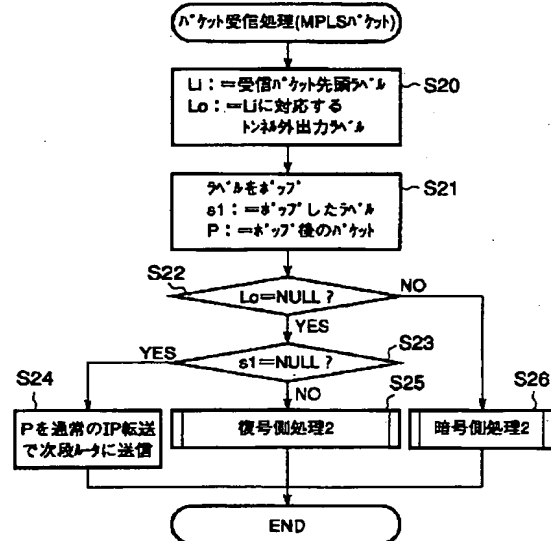 ﾊﾟｹｯﾄ受信処理(MPLSﾊﾟｹｯﾄ)
Li：＝受信ﾊﾟｹｯﾄ先頭ﾗﾍﾞﾙ
Lo：＝Liに対応する
ﾄﾝﾈﾙ外出力ﾗﾍﾞﾙ
S20
ﾗﾍﾞﾙをﾎﾟｯﾌﾟ
s1：＝ﾎﾟｯﾌﾟしたﾗﾍﾞﾙ
P：＝ﾎﾟｯﾌﾟ後のﾊﾟｹｯﾄ
S21
S22
Lo＝NULL？
NO
YES
S23
s1＝NULL？
YES
NO
S24
Pを通常のIP転送
で次段ﾙｰﾀに送信
S25
復号側処理2
S26
暗号側処理2
END